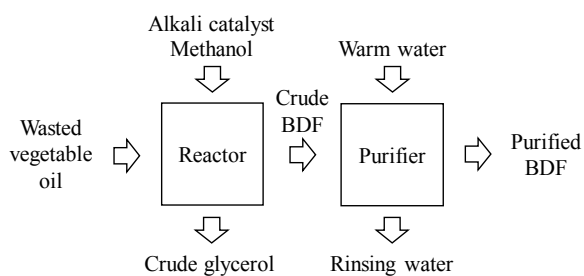 Alkali catalyst
Methanol
Warm water
Wasted
vegetable
oil
Reactor
Crude
BDF
Purifier
Purified
BDF
Crude glycerol
Rinsing water